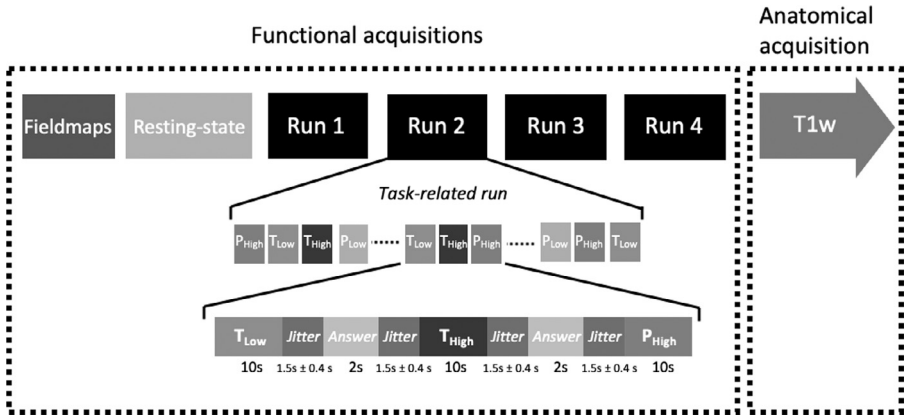 Functional acquisitions
Anatomical
acquisition
Fieldmaps Resting-state Run 1 Run 2 Run 3 Run 4 T1w
Task-related run
PHigh TLow THigh PLow TLow THigh PHigh PLow PHigh TLow
TLow Jitter Answer Jitter THigh Jitter Answer Jitter PHigh
10s 1.5s ± 0.4 s 2s 1.5s ± 0.4 s 10s 1.5s ± 0.4 s 2s 1.5s ± 0.4 s 10s